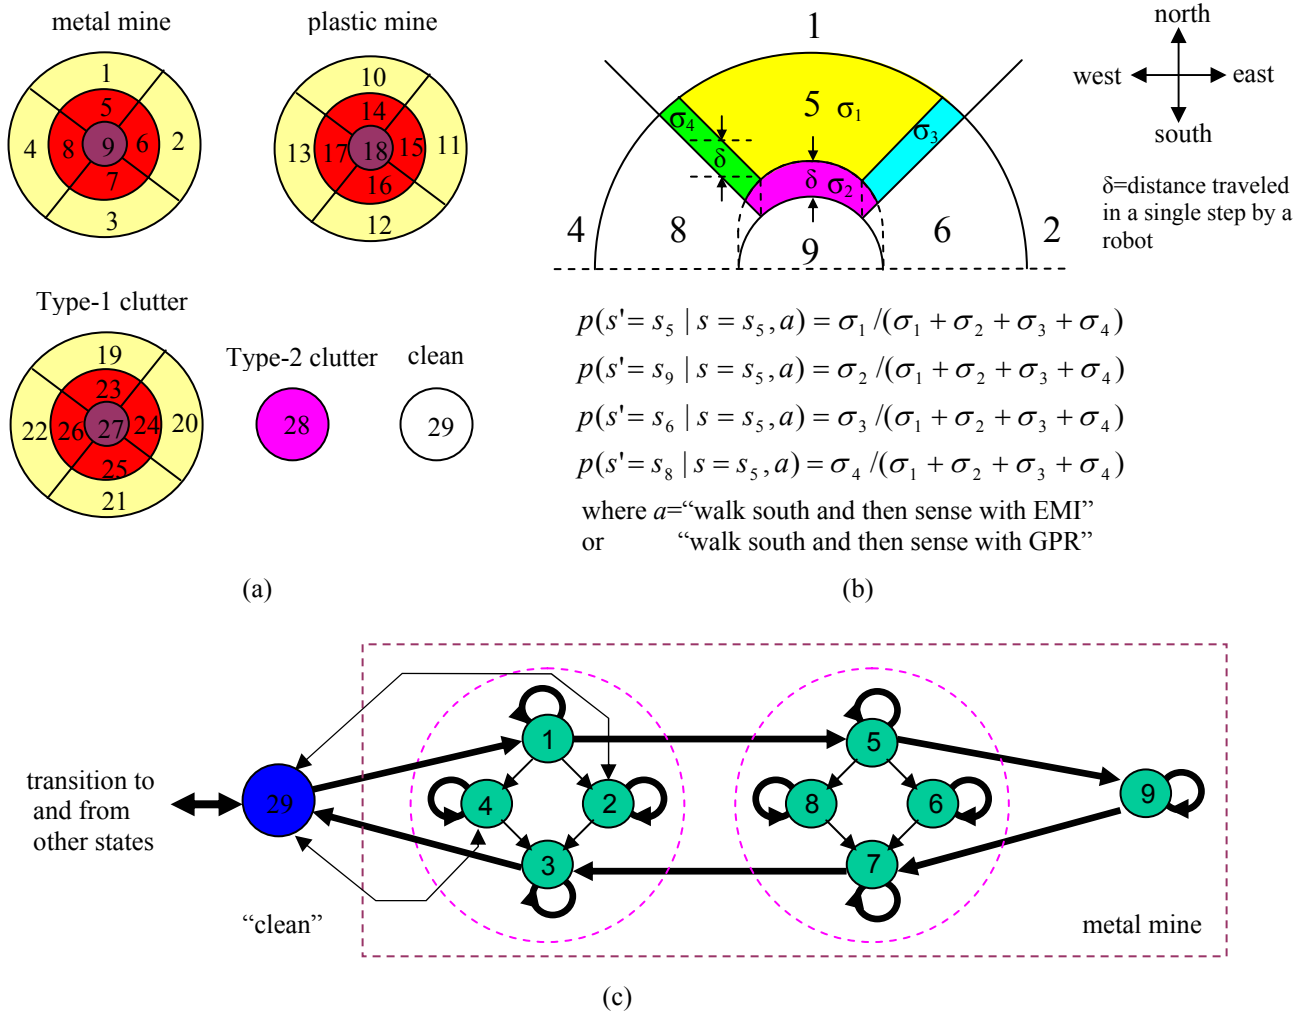 metal mine
plastic mine
1
2
3
4
5
6
7
8
9
10
11
12
13
14
15
16
17
18
Type-1 clutter
19
20
21
22
23
24
25
26
27
Type-2 clutter
28
clean
29
(a)
1
5 σ1
σ4
σ3
δ
δ σ2
4
8
9
6
2
north
west
east
south
δ=distance traveled
in a single step by a
robot
p(s'= s5 | s = s5, a) = σ1 /(σ1 + σ2 + σ3 + σ4)
p(s'= s9 | s = s5, a) = σ2 /(σ1 + σ2 + σ3 + σ4)
p(s'= s6 | s = s5, a) = σ3 /(σ1 + σ2 + σ3 + σ4)
p(s'= s8 | s = s5, a) = σ4 /(σ1 + σ2 + σ3 + σ4)
where a=“walk south and then sense with EMI”
or “walk south and then sense with GPR”
(b)
transition to
and from
other states
29
“clean”
1
4
2
3
5
8
6
7
9
metal mine
(c)